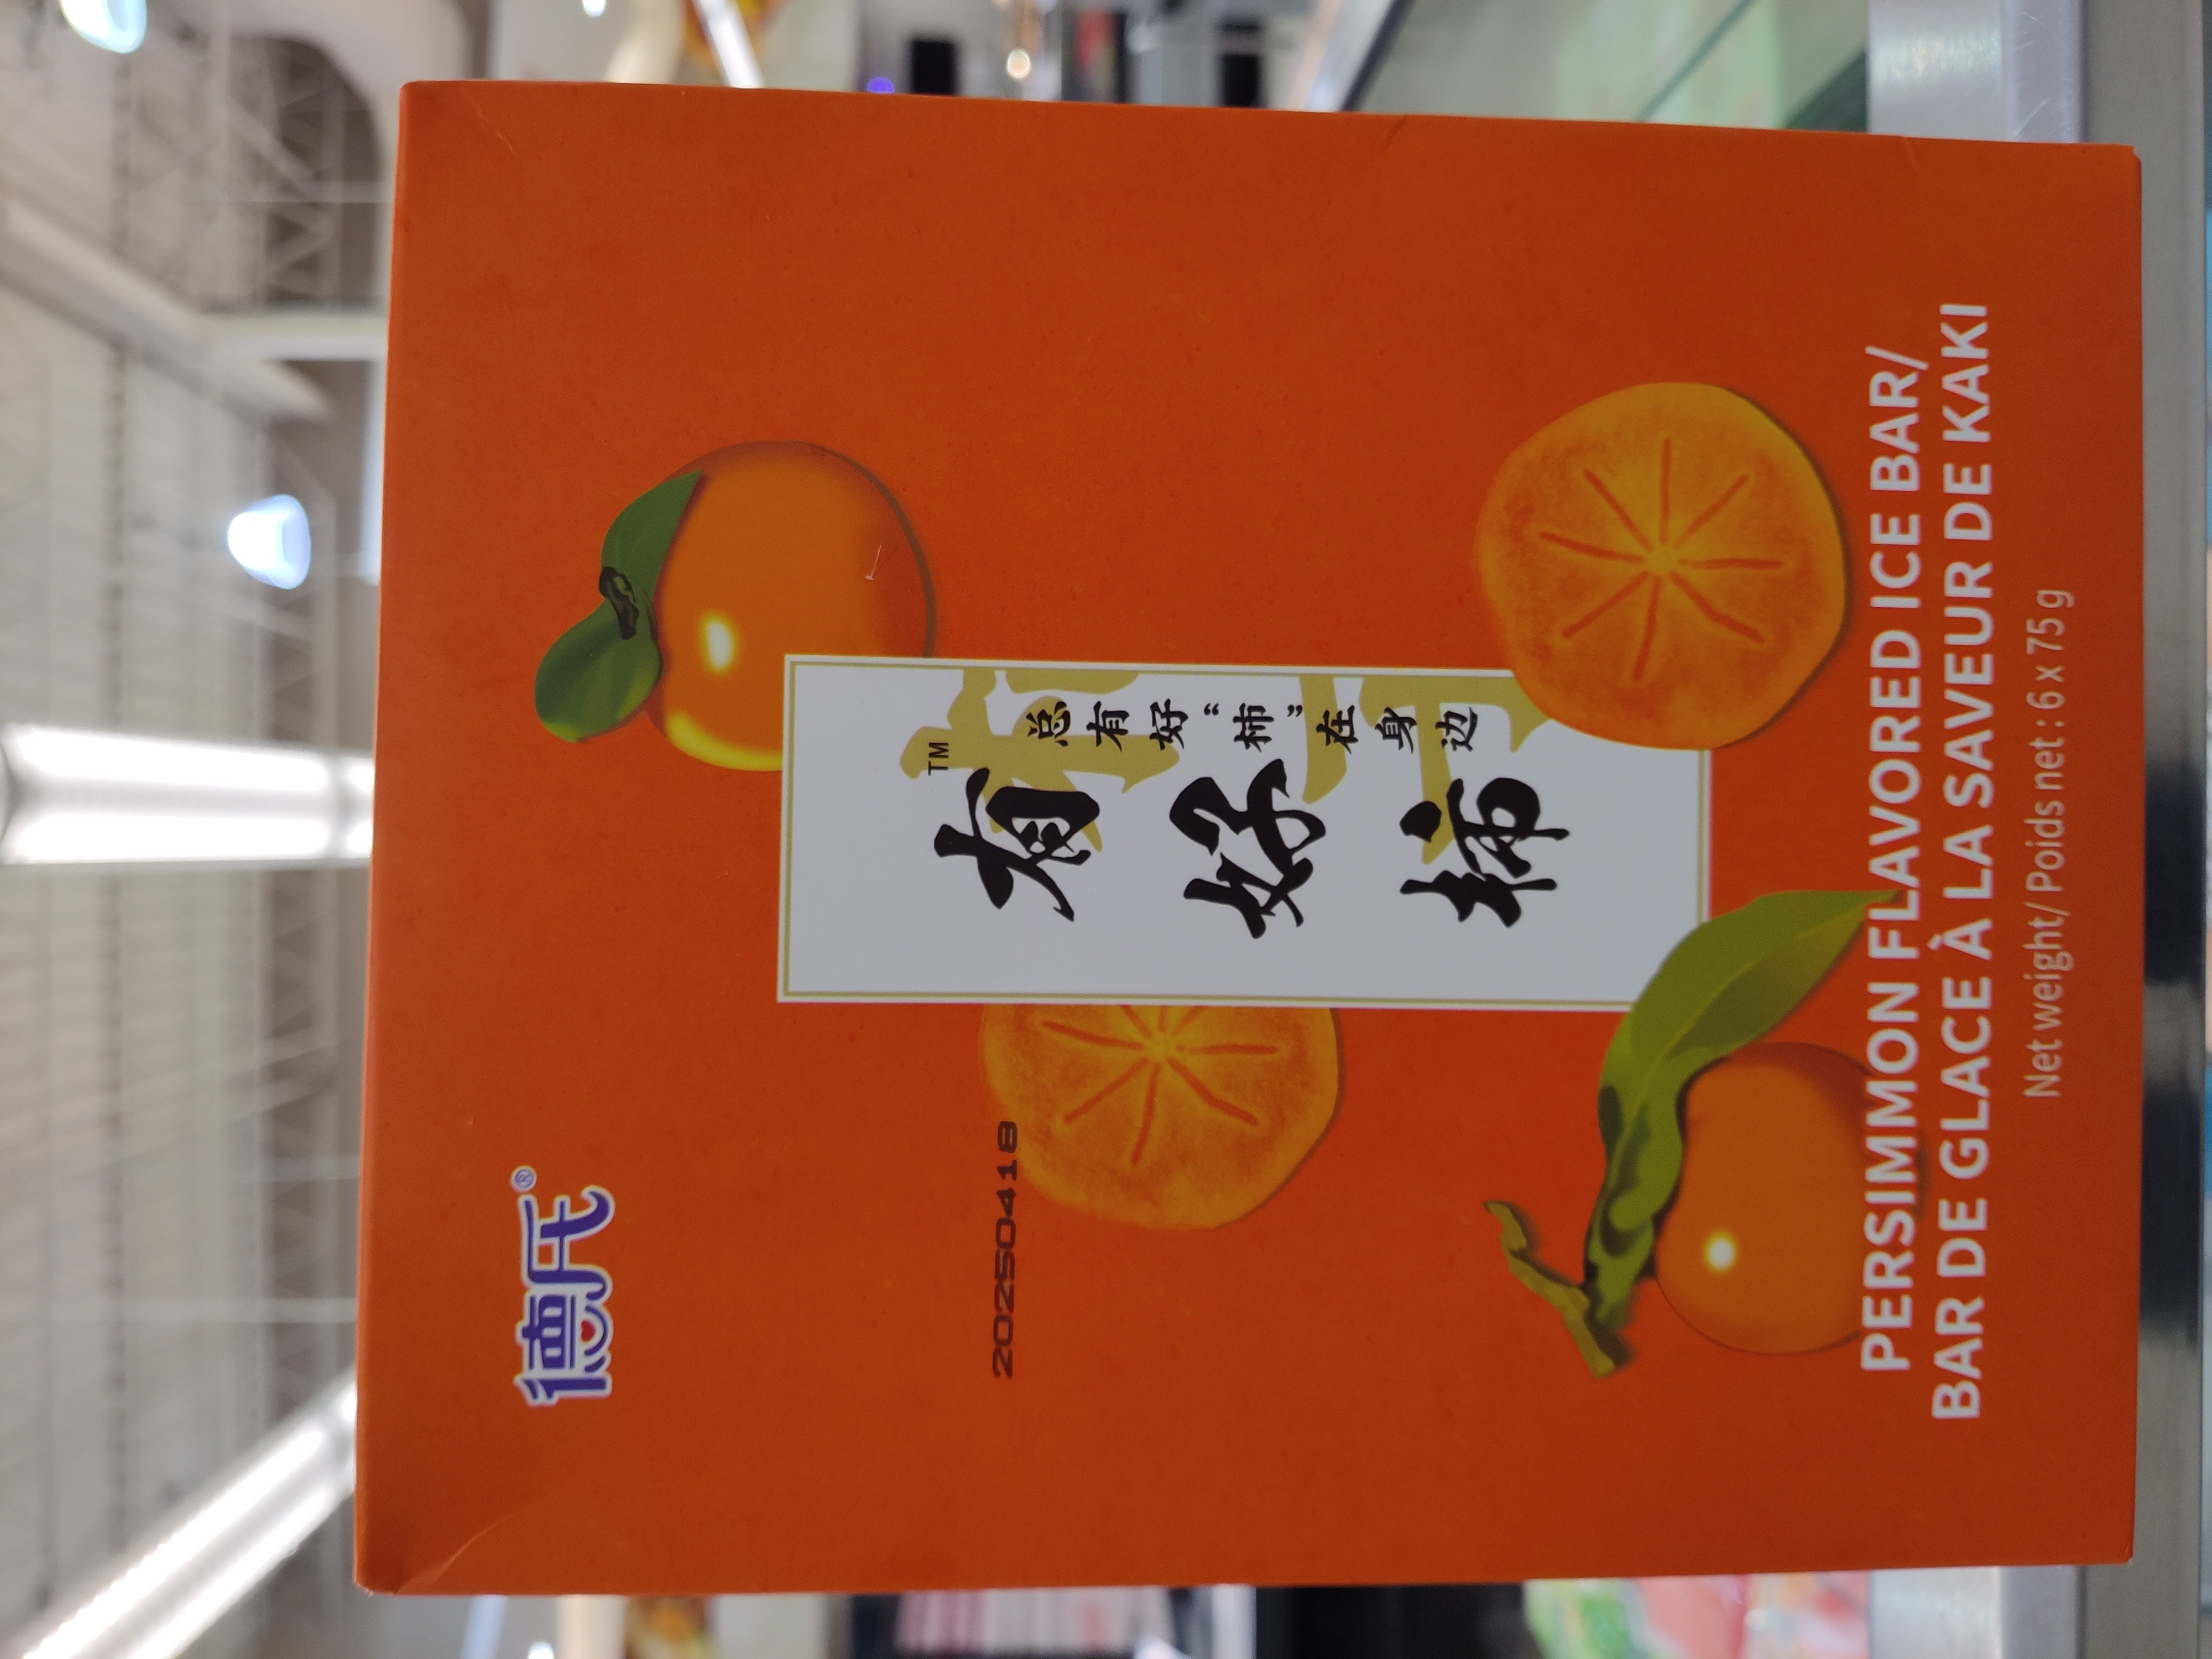 德氏®
有好柿™
总有好“柿”在身边
20250418
PERSIMMON FLAVORED ICE BAR/
BAR DE GLACE À LA SAVEUR DE KAKI
Net weight/ Poids net : 6 x 75 g